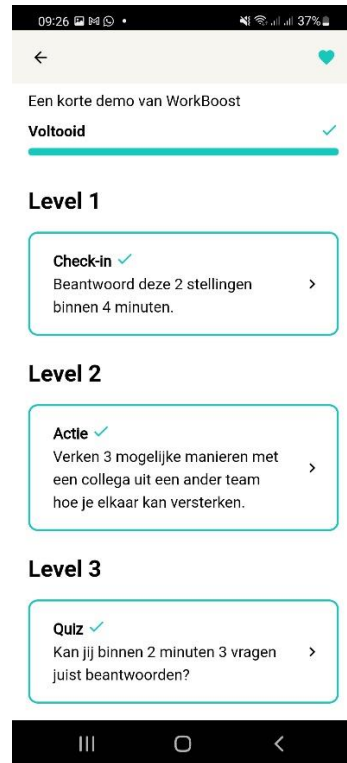 09:26
37%
Een korte demo van WorkBoost
Voltooid
Level 1
Check-in
Beantwoord deze 2 stellingen
binnen 4 minuten.
Level 2
Actie
Verken 3 mogelijke manieren met
een collega uit een ander team
hoe je elkaar kan versterken.
Level 3
Quiz
Kan jij binnen 2 minuten 3 vragen
juist beantwoorden?